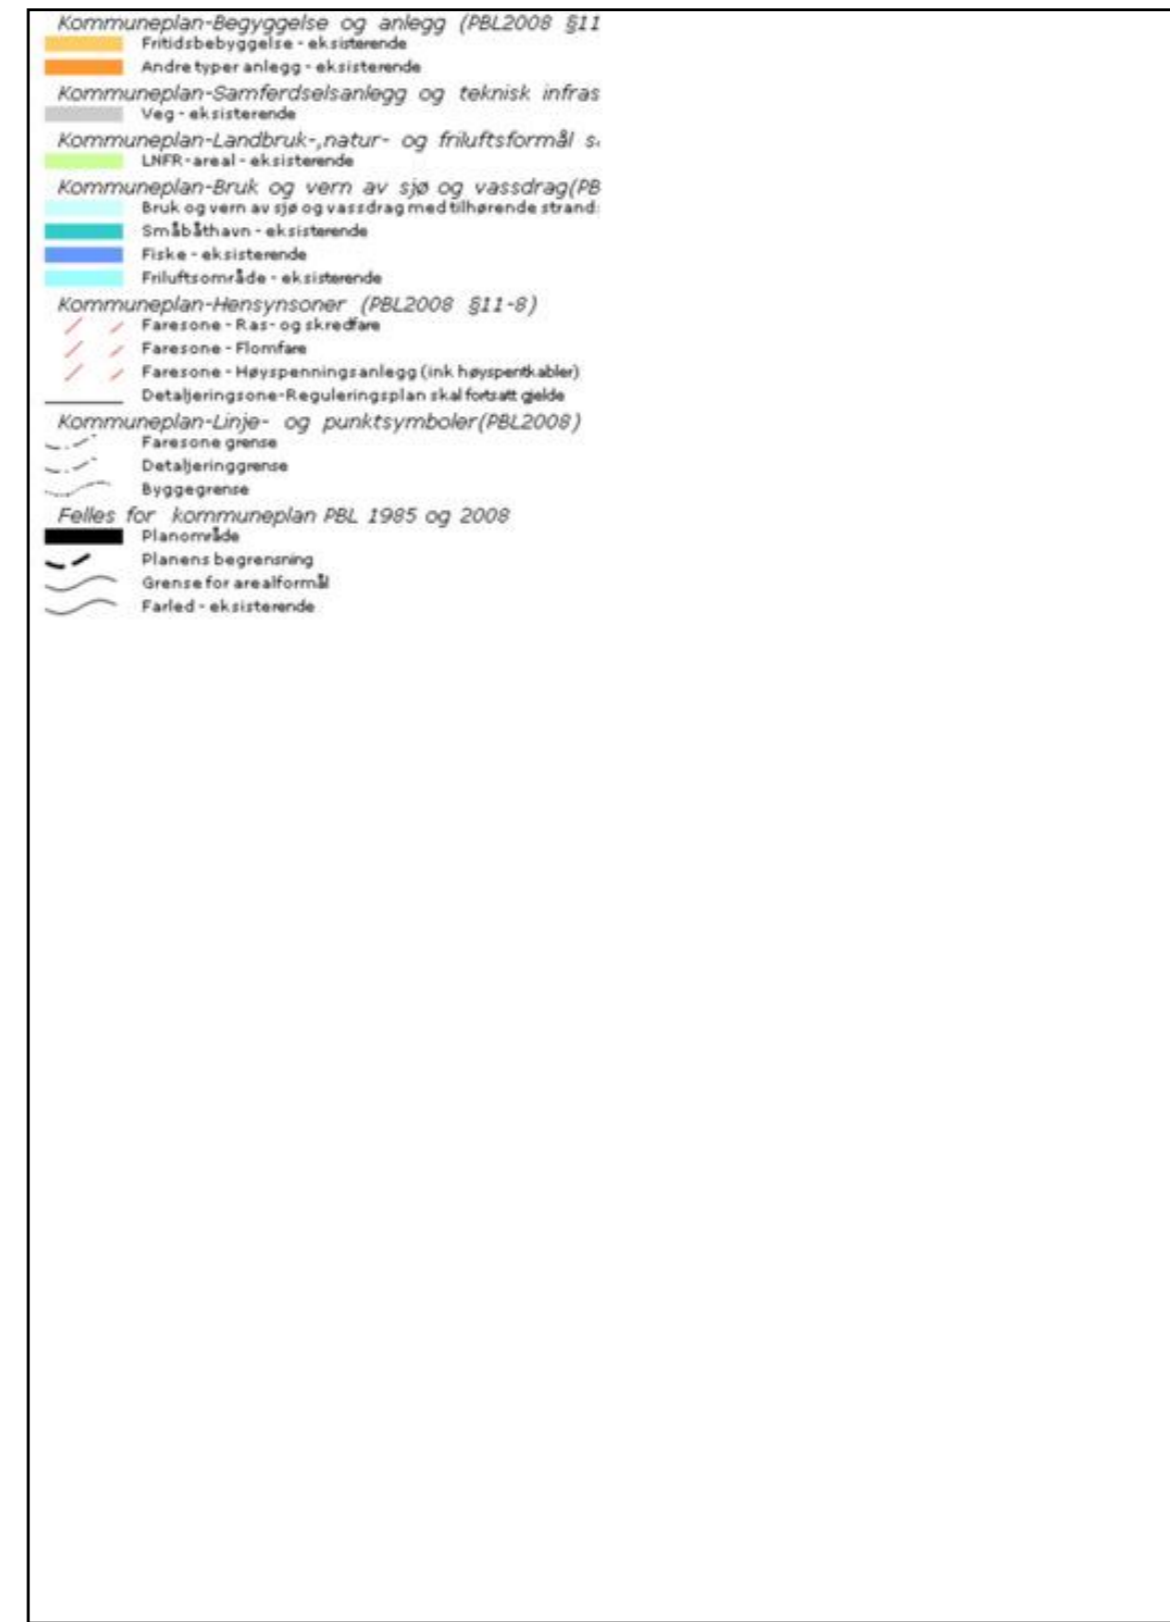 Kommuneplan-Begyggelse og anlegg (PBL2008 §11
Fritidsbebyggelse - eksisterende
Andre typer anlegg - eksisterende
Kommuneplan-Samferdselsanlegg og teknisk infras
Veg - eksisterende
Kommuneplan-Landbruk-,natur- og friluftsformål s
LNFR-areal - eksisterende
Kommuneplan-Bruk og vern av sjø og vassdrag(PB
Bruk og vern av sjø og vassdrag med tilhørende strand
Småbåthavn - eksisterende
Fiske - eksisterende
Friluftsområde - eksisterende
Kommuneplan-Hensynsoner (PBL2008 §11-8)
Faresone - Ras- og skredfare
Faresone - Flomfare
Faresone - Høyspenningsanlegg (ink høyspentkabler)
Detaljeringsone-Reguleringsplan skal fortsatt gjelde
Kommuneplan-Linje- og punktsymboler(PBL2008)
Faresone grense
Detaljeringgrense
Byggegrense
Felles for kommuneplan PBL 1985 og 2008
Planområde
Planens begrensning
Grense for arealformål
Farled - eksisterende